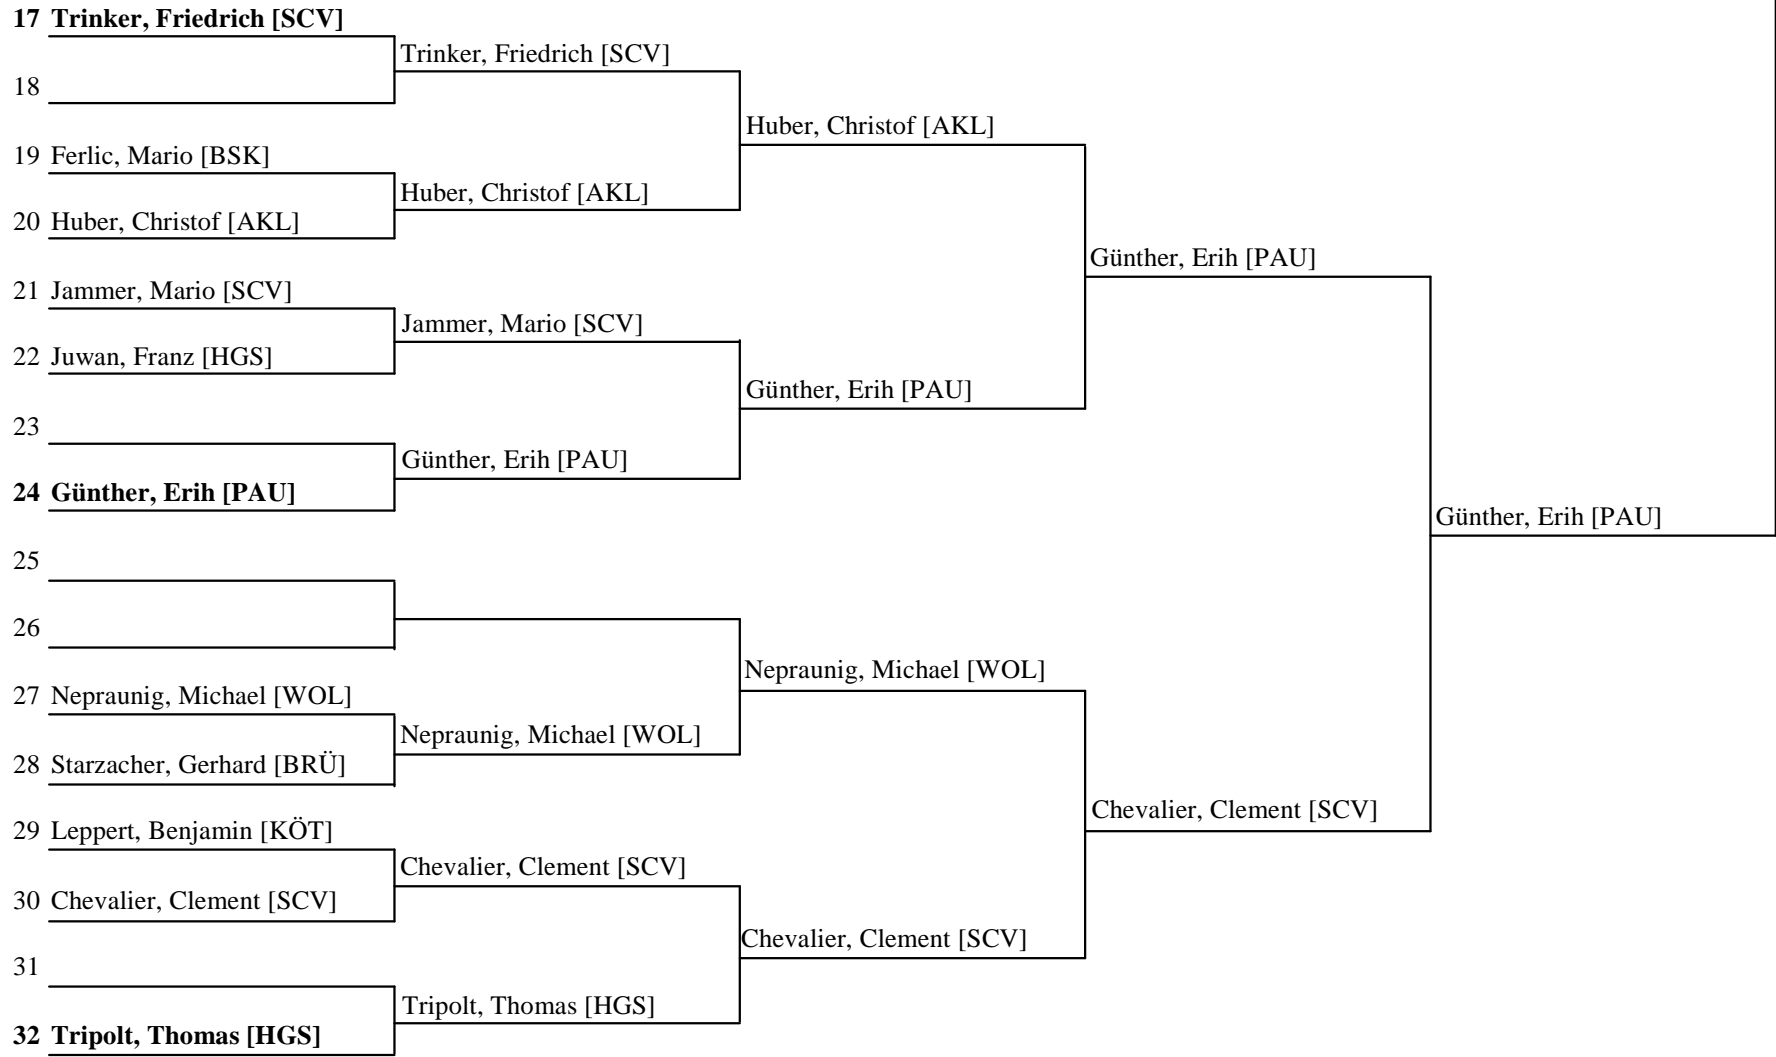 17 Trinker, Friedrich [SCV]
Trinker, Friedrich [SCV]
18
Huber, Christof [AKL]
19 Ferlic, Mario [BSK]
Huber, Christof [AKL]
20 Huber, Christof [AKL]
Günther, Erih [PAU]
21 Jammer, Mario [SCV]
Jammer, Mario [SCV]
22 Juwan, Franz [HGS]
Günther, Erih [PAU]
23
Günther, Erih [PAU]
24 Günther, Erih [PAU]
Günther, Erih [PAU]
25
26
Nepraunig, Michael [WOL]
27 Nepraunig, Michael [WOL]
Nepraunig, Michael [WOL]
28 Starzacher, Gerhard [BRÜ]
Chevalier, Clement [SCV]
29 Leppert, Benjamin [KÖT]
Chevalier, Clement [SCV]
30 Chevalier, Clement [SCV]
Chevalier, Clement [SCV]
31
Tripolt, Thomas [HGS]
32 Tripolt, Thomas [HGS]